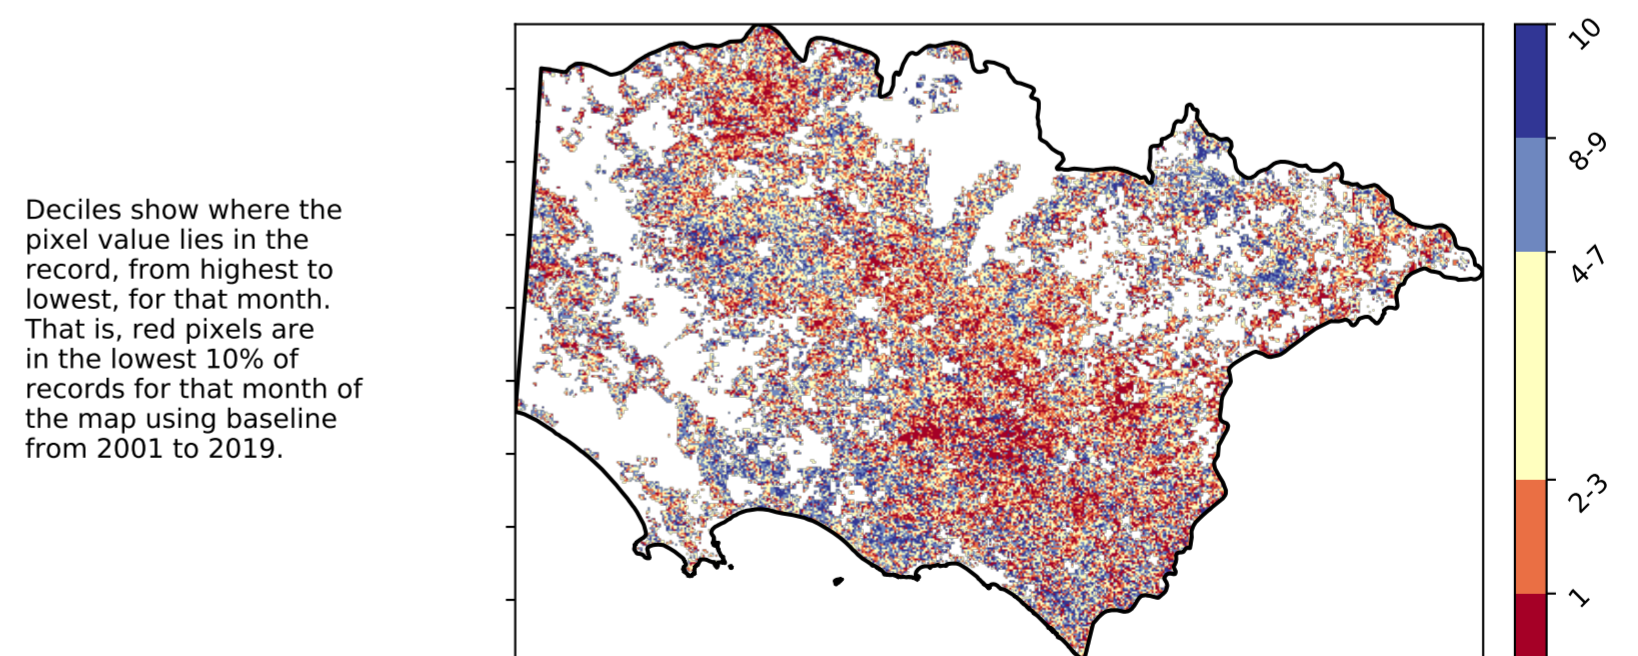 Deciles show where the
pixel value lies in the
record, from highest to
lowest, for that month.
That is, red pixels are
in the lowest 10% of
records for that month of
the map using baseline
from 2001 to 2019.
10
8-9
4-7
2-3
1